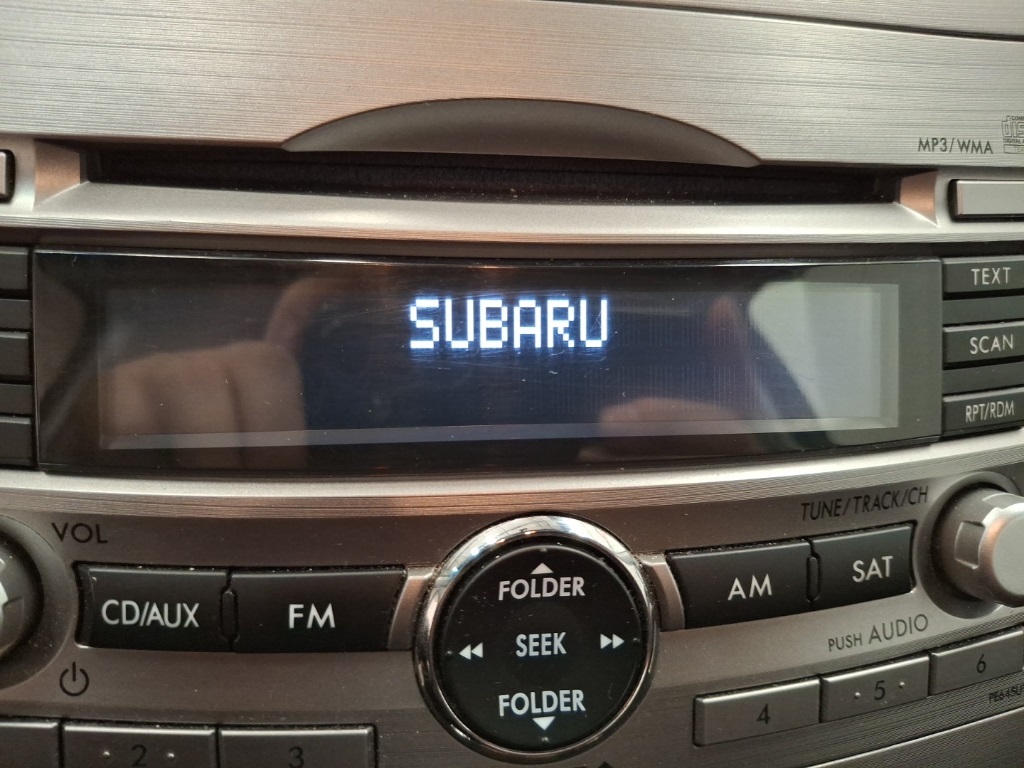 MP3/WMA
TEXT
SUBARU
SCAN
RPT/RDM
VOL
TUNE/TRACK/CH
CD/AUX
FM
FOLDER
SEEK
FOLDER
AM
SAT
PUSH AUDIO
2
3
4
5
6